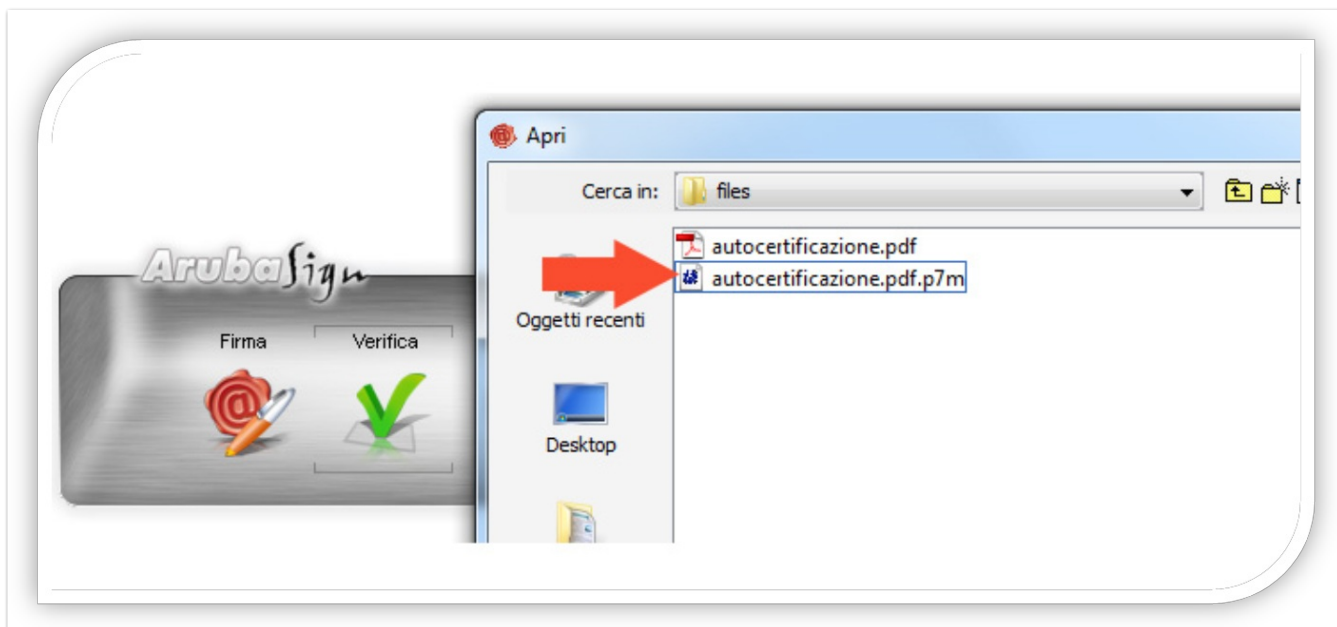 Apri
Cerca in: files
autocertificazione.pdf
autocertificazione.pdf.p7m
Oggetti recenti
Desktop
ArubaSign
Firma Verifica